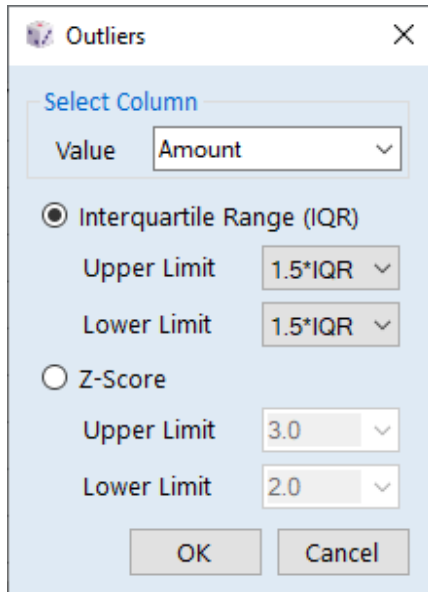 Outliers
Select Column
Value Amount
Interquartile Range (IQR)
Upper Limit 1.5*IQR
Lower Limit 1.5*IQR
Z-Score
Upper Limit 3.0
Lower Limit 2.0
OK Cancel